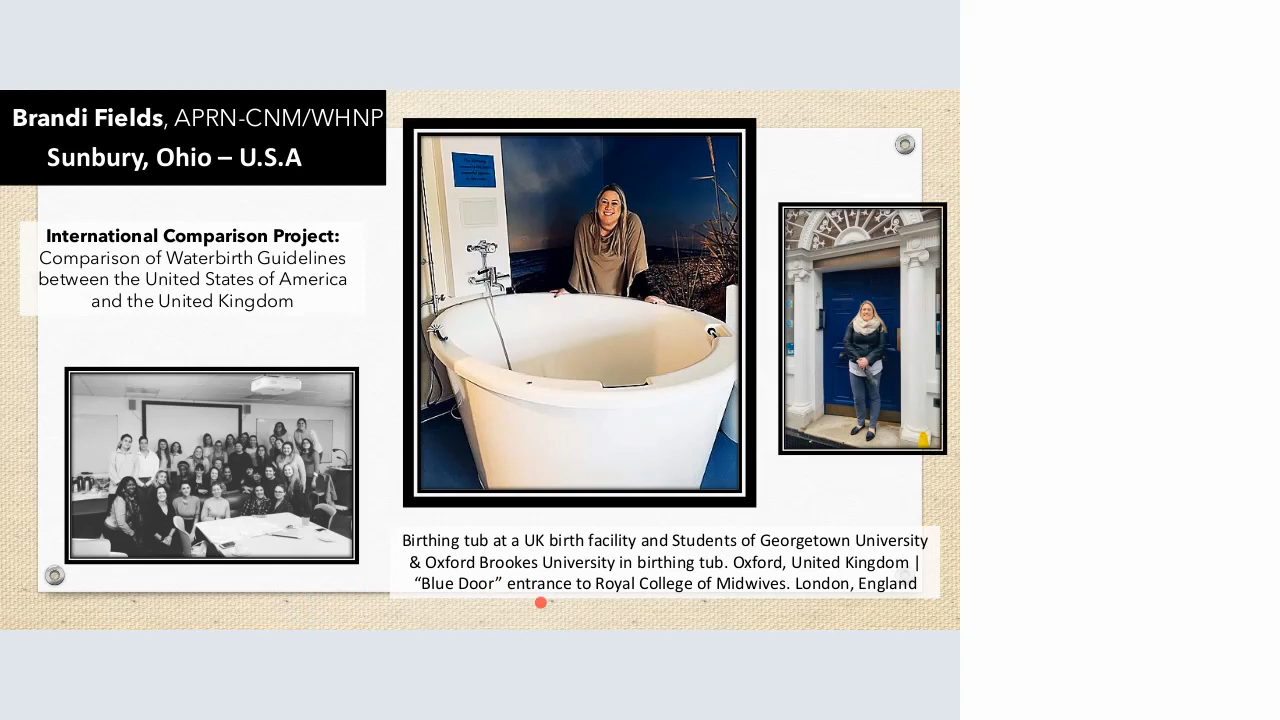 Brandi Fields, APRN-CNM/WHNP
Sunbury, Ohio – U.S.A
International Comparison Project:
Comparison of Waterbirth Guidelines
between the United States of America
and the United Kingdom
Birthing tub at a UK birth facility and Students of Georgetown University
& Oxford Brookes University in birthing tub. Oxford, United Kingdom |
“Blue Door” entrance to Royal College of Midwives. London, England